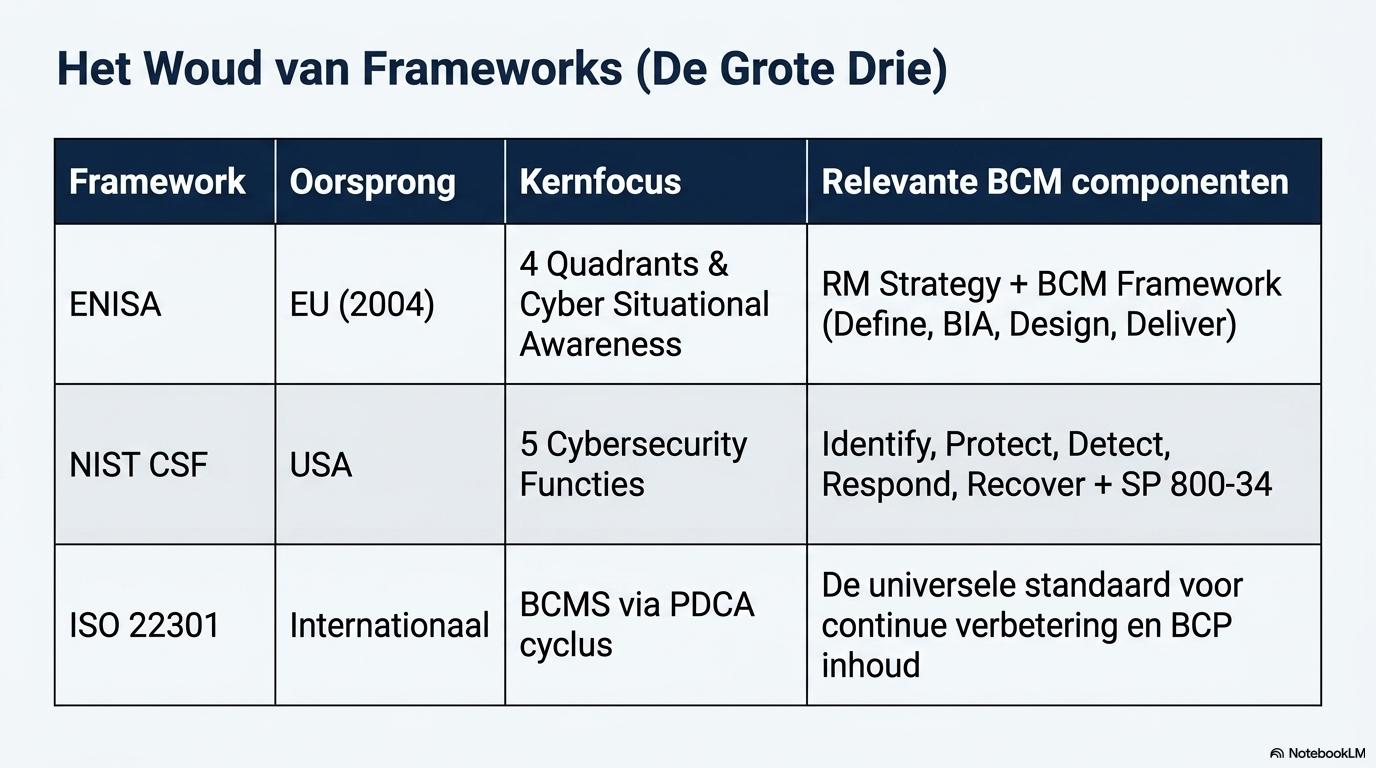 Het Woud van Frameworks (De Grote Drie)
Framework
Oorsprong
Kernfocus
Relevante BCM componenten
ENISA
EU (2004)
4 Quadrants &
Cyber Situational
Awareness
RM Strategy + BCM Framework
(Define, BIA, Design, Deliver)
NIST CSF
USA
5 Cybersecurity
Functies
Identify, Protect, Detect,
Respond, Recover + SP 800-34
ISO 22301
Internationaal
BCMS via PDCA
cyclus
De universele standaard voor
continue verbetering en BCP
inhoud
NotebookLM